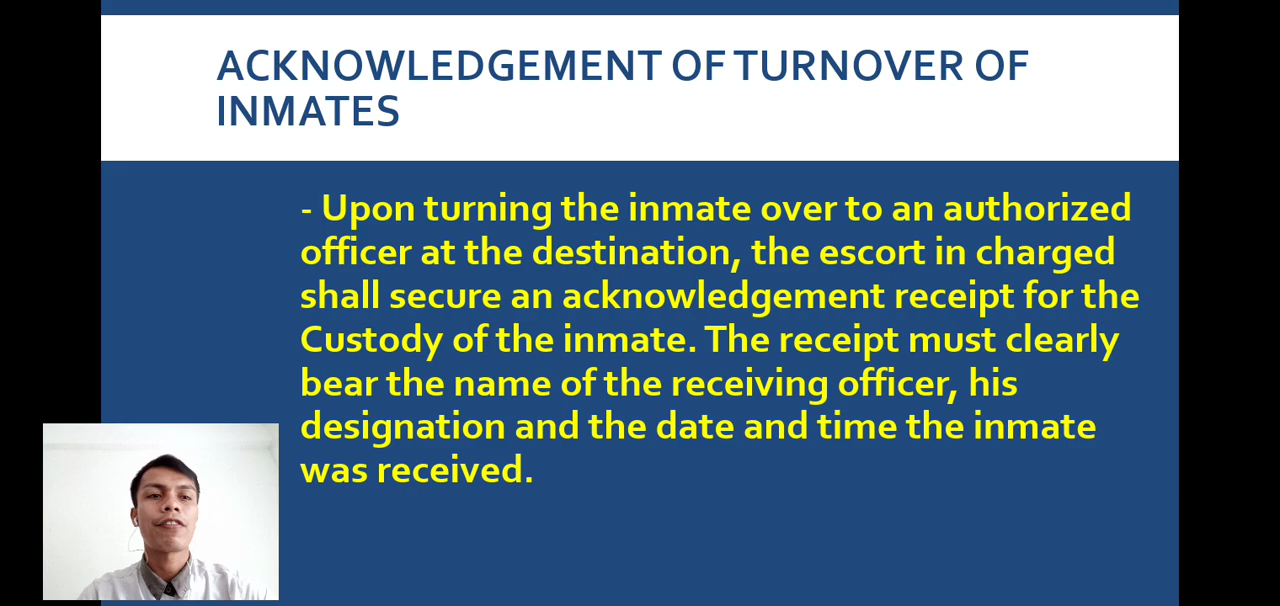 ACKNOWLEDGEMENT OF TURNOVER OF
INMATES
- Upon turning the inmate over to an authorized
officer at the destination, the escort in charged
shall secure an acknowledgement receipt for the
Custody of the inmate. The receipt must clearly
bear the name of the receiving officer, his
designation and the date and time the inmate
was received.